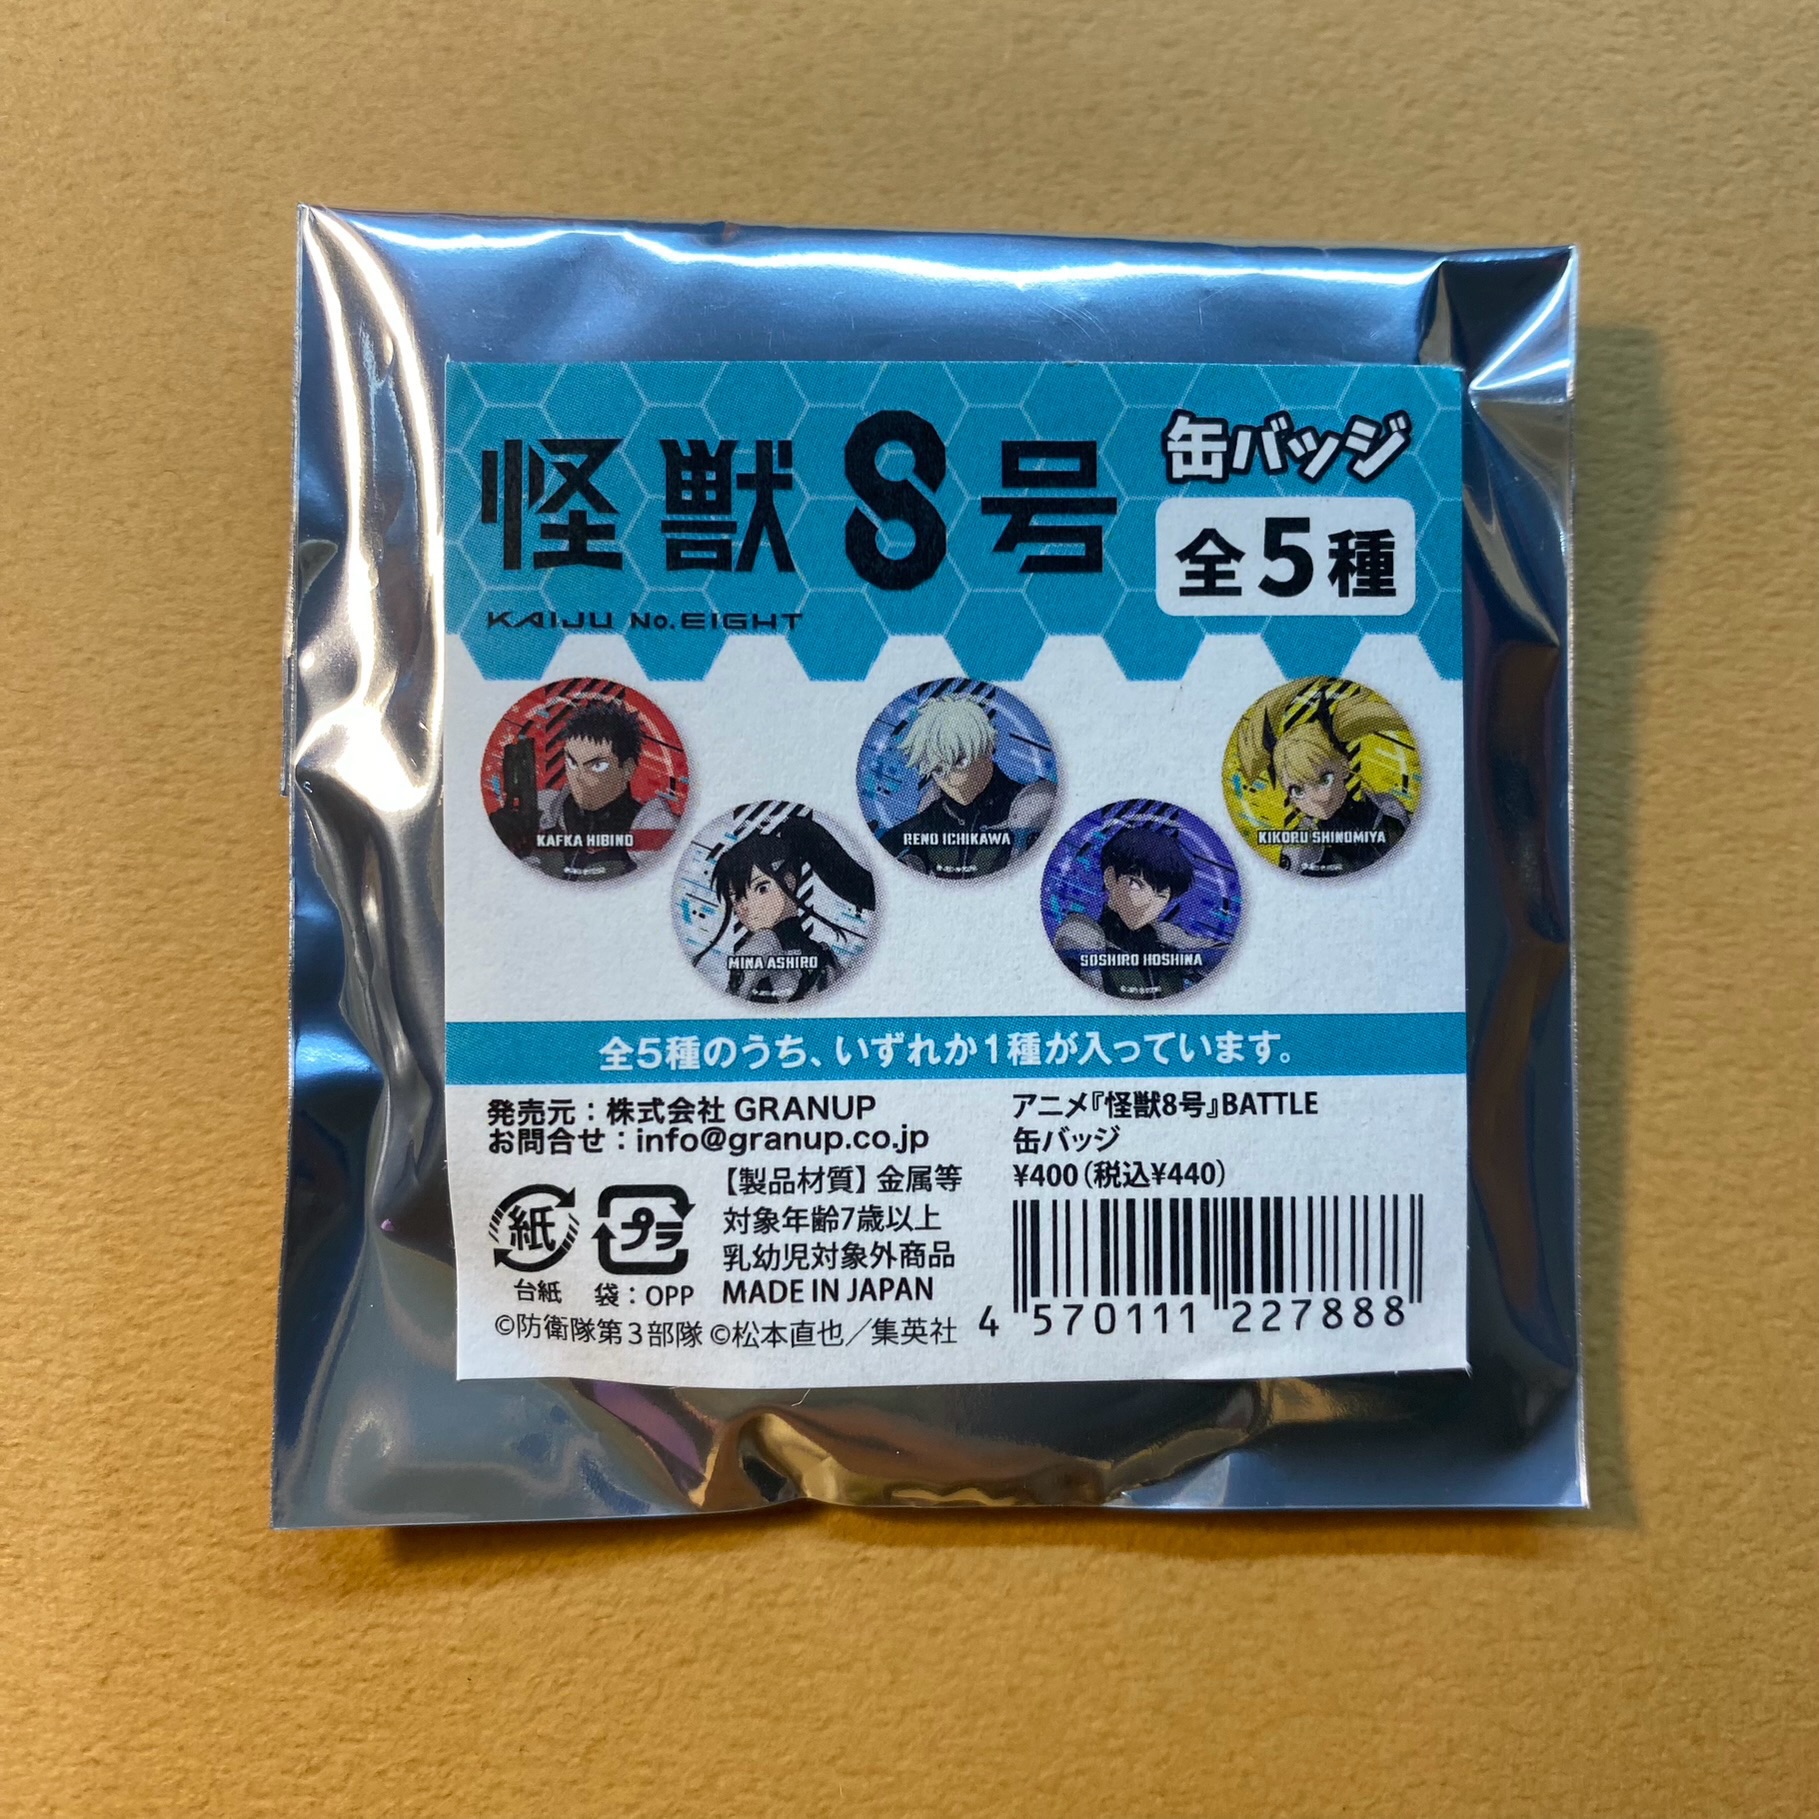 怪獣8号
缶バッジ
全5種
KAIJU No.EIGHT
KAFKA HIBINO
RENO ICHIKAWA
KIKORU SHINOMIYA
MINA ASHIRO
SOSHIRO HOSHINA
全5種のうち、いずれか1種が入っています。
発売元：株式会社 GRANUP
お問合せ：info@granup.co.jp
【製品材質】金属等
対象年齢7歳以上
乳幼児対象外商品
MADE IN JAPAN
紙
プラ
台紙
袋：OPP
©防衛隊第3部隊 ©松本直也／集英社
アニメ『怪獣8号』BATTLE
缶バッジ
¥400（税込¥440）
4 570111 227888